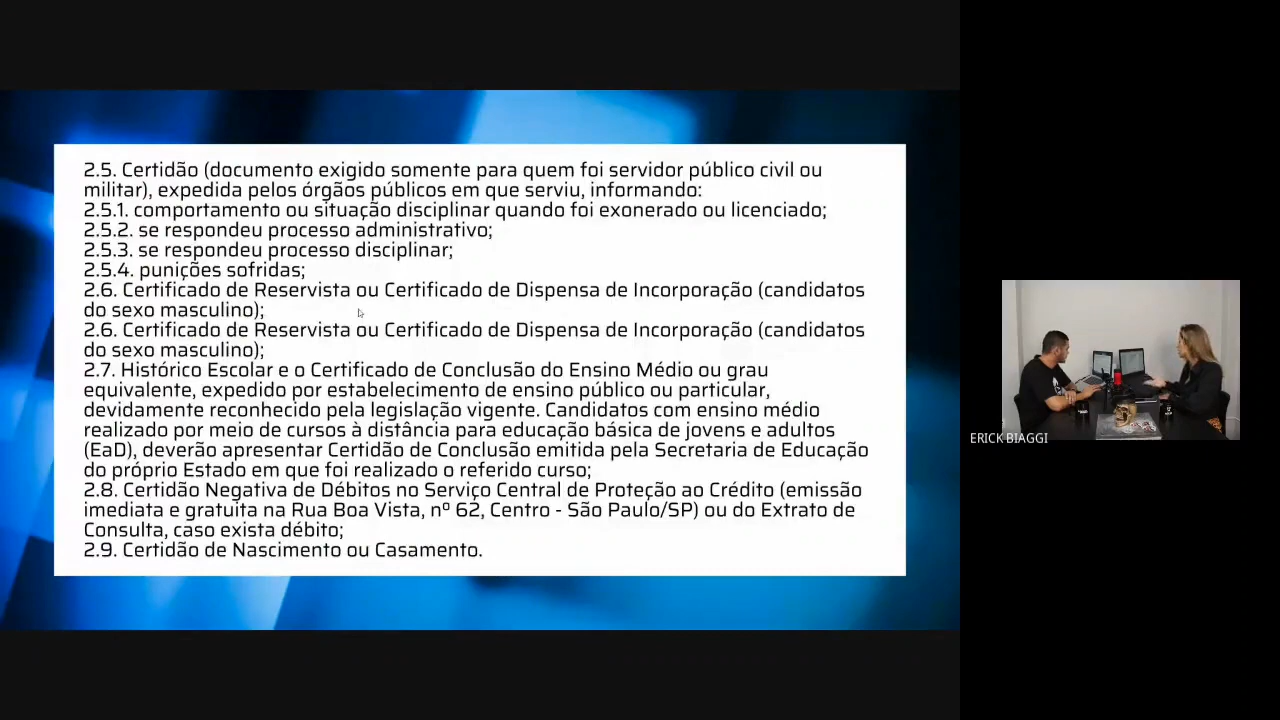 2.5. Certidão (documento exigido somente para quem foi servidor público civil ou
militar), expedida pelos órgãos públicos em que serviu, informando:
2.5.1. comportamento ou situação disciplinar quando foi exonerado ou licenciado;
2.5.2. se respondeu processo administrativo;
2.5.3. se respondeu processo disciplinar;
2.5.4. punições sofridas;
2.6. Certificado de Reservista ou Certificado de Dispensa de Incorporação (candidatos
do sexo masculino);
2.6. Certificado de Reservista ou Certificado de Dispensa de Incorporação (candidatos
do sexo masculino);
2.7. Histórico Escolar e o Certificado de Conclusão do Ensino Médio ou grau
equivalente, expedido por estabelecimento de ensino público ou particular,
devidamente reconhecido pela legislação vigente. Candidatos com ensino médio
realizado por meio de cursos à distância para educação básica de jovens e adultos
(EaD), deverão apresentar Certidão de Conclusão emitida pela Secretaria de Educação
do próprio Estado em que foi realizado o referido curso;
2.8. Certidão Negativa de Débitos no Serviço Central de Proteção ao Crédito (emissão
imediata e gratuita na Rua Boa Vista, nº 62, Centro - São Paulo/SP) ou do Extrato de
Consulta, caso exista débito;
2.9. Certidão de Nascimento ou Casamento.
ERICK BIAGGI